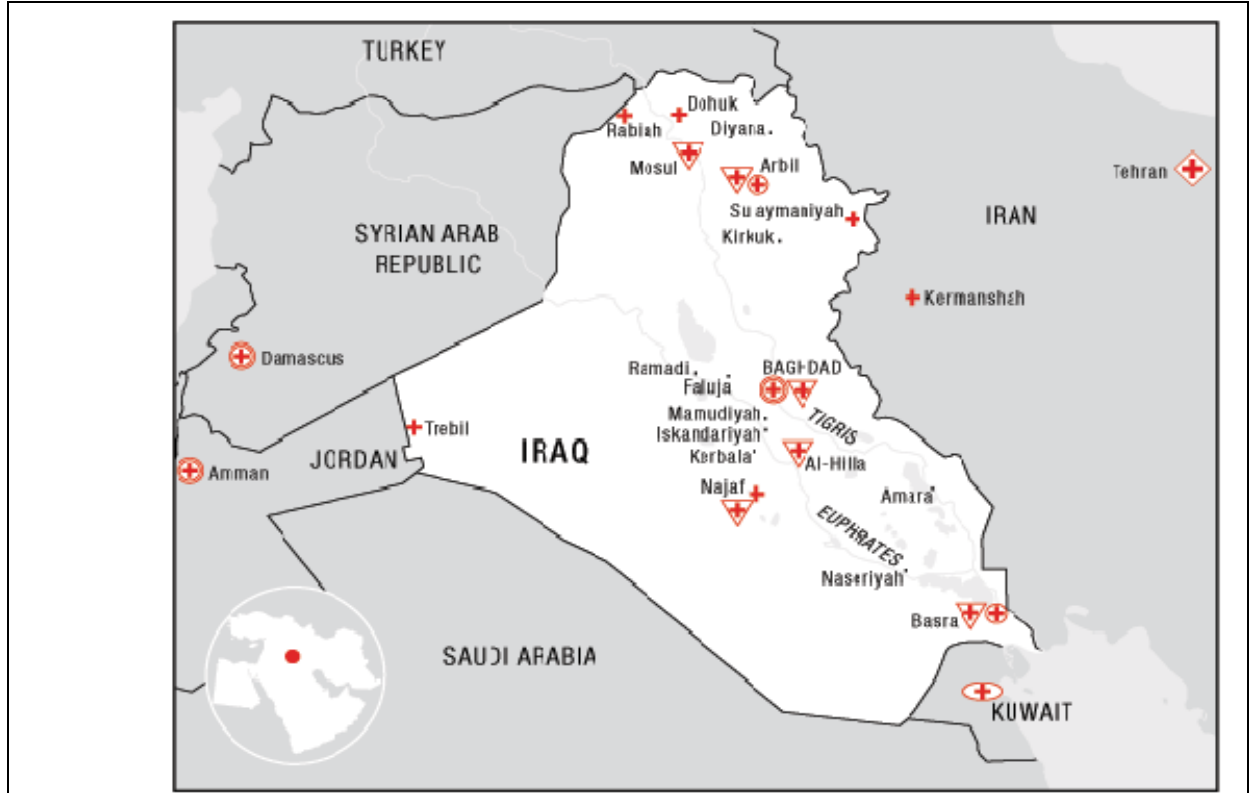 TURKEY
Dohuk
Rabiah
Diyana
Mosul
Arbil
Tehran
Su aymaniyah
IRAN
Kirkuk
SYRIAN ARAB
REPUBLIC
Kermanshah
Damascus
Ramadi
BAGHDAD
Faluja
Mamudiyah
TIGRIS
Trebil
Iskandariyah
IRAQ
Kerbala'
Al-Hilla
JORDAN
Amman
Najaf
Amara
EUPHRATES
Naseriyah
Basra
SAUDI ARABIA
KUWAIT